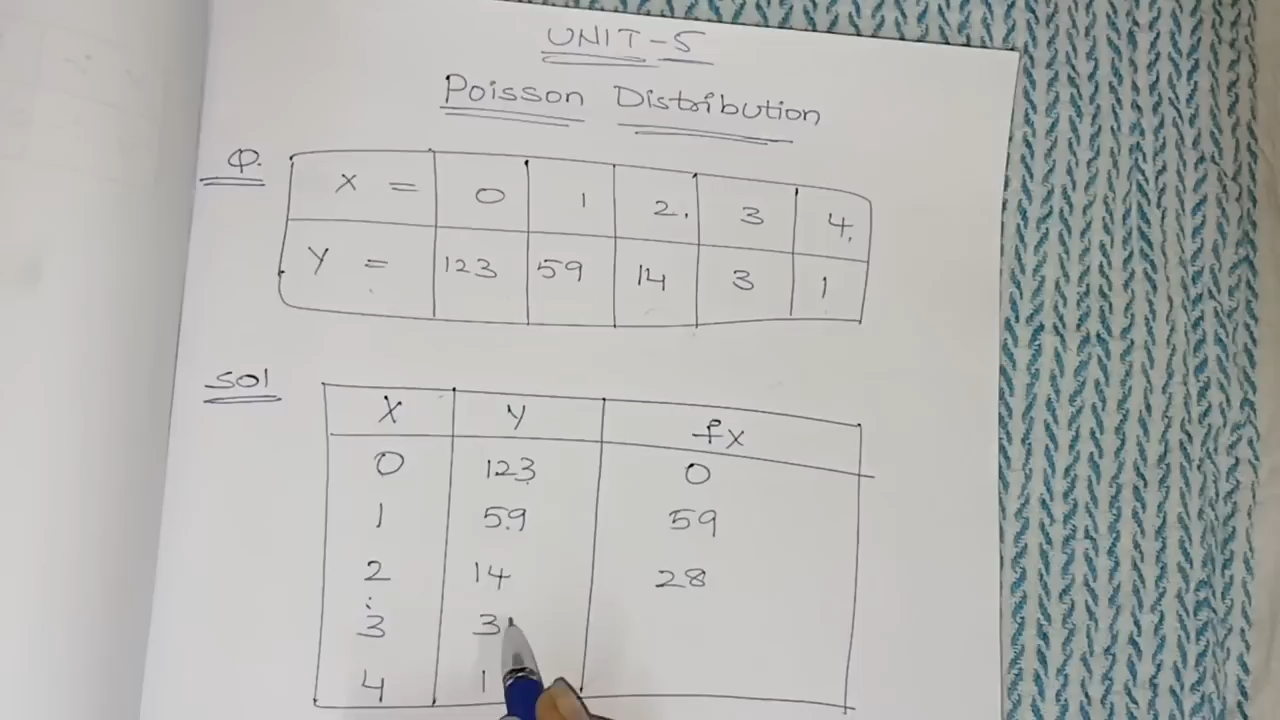 UNIT-5
Poisson Distribution
Q.
X = 0 1 2. 3 4.
Y = 123 59 14 3 1
Sol
X Y fx
0 123 0
1 59 59
2 14 28
3 3
4 1